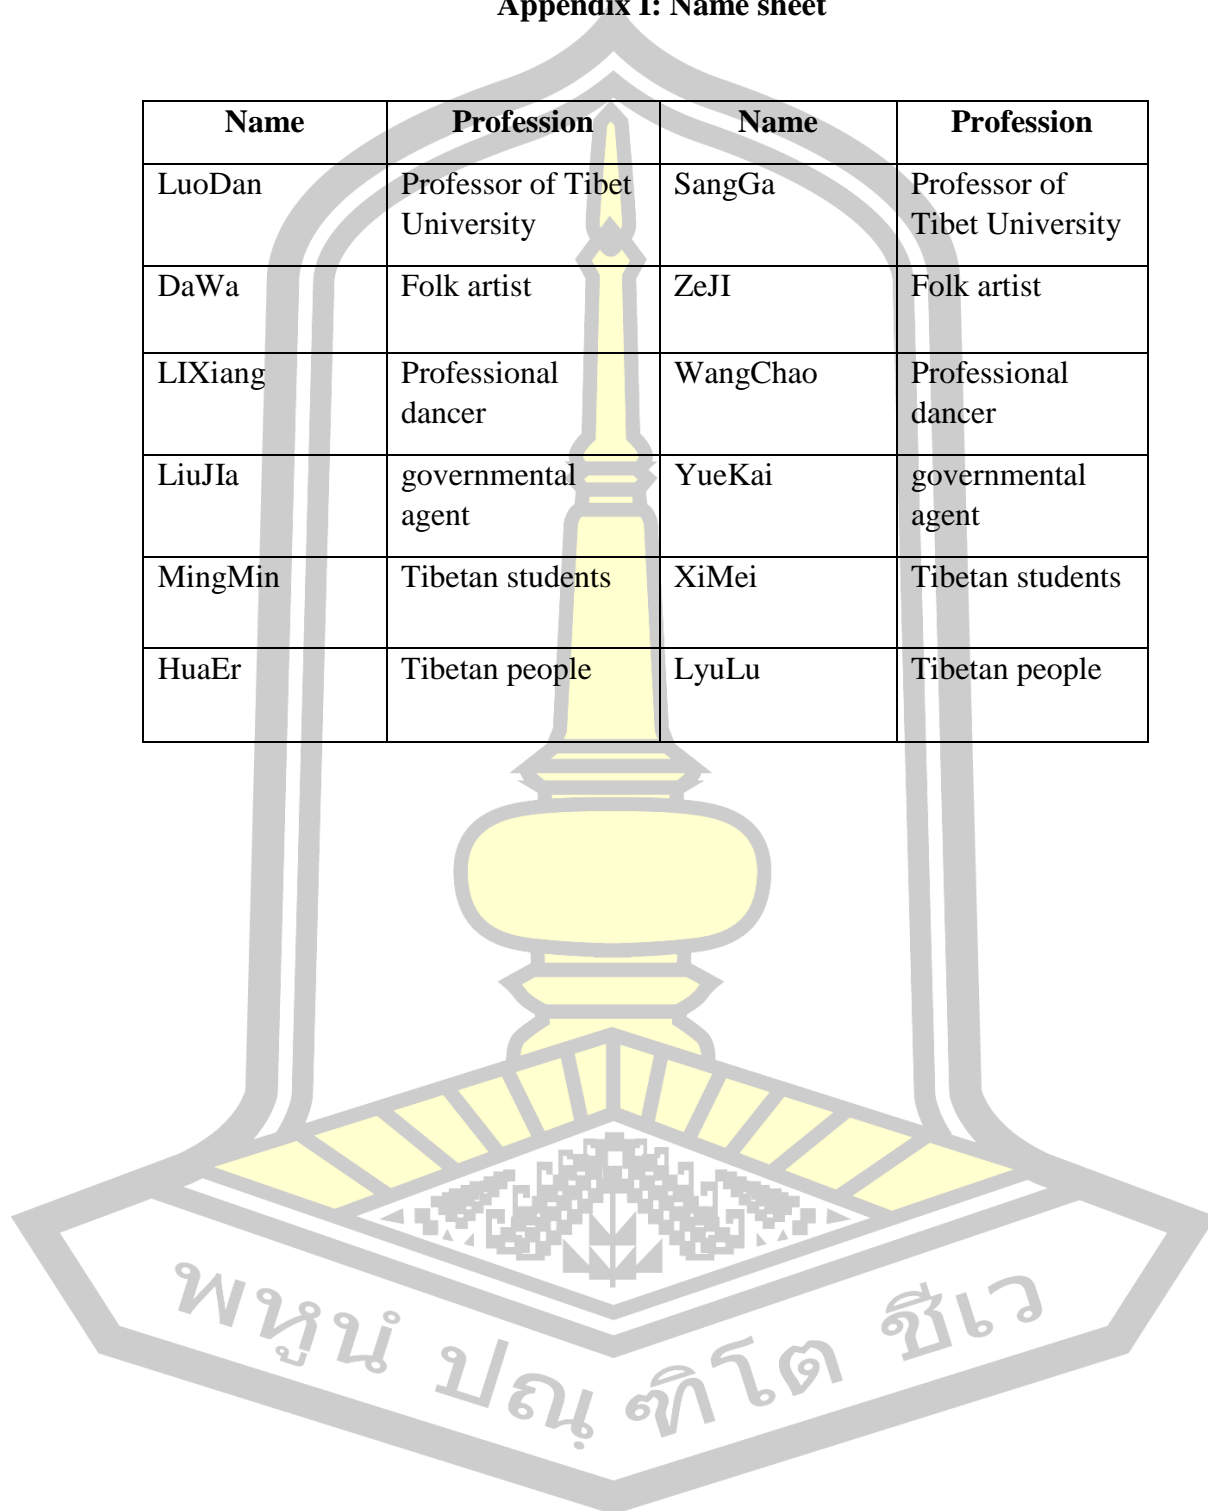 Appendix I: Name sheet
Name Profession Name Profession
LuoDan Professor of Tibet SangGa Professor of
University Tibet University
DaWa Folk artist ZeJI Folk artist
LIXiang Professional WangChao Professional
dancer dancer
LiuJIa governmental YueKai governmental
agent agent
MingMin Tibetan students XiMei Tibetan students
HuaEr Tibetan people LyuLu Tibetan people
พหูนํ ปณฺฑิโต ชีเว